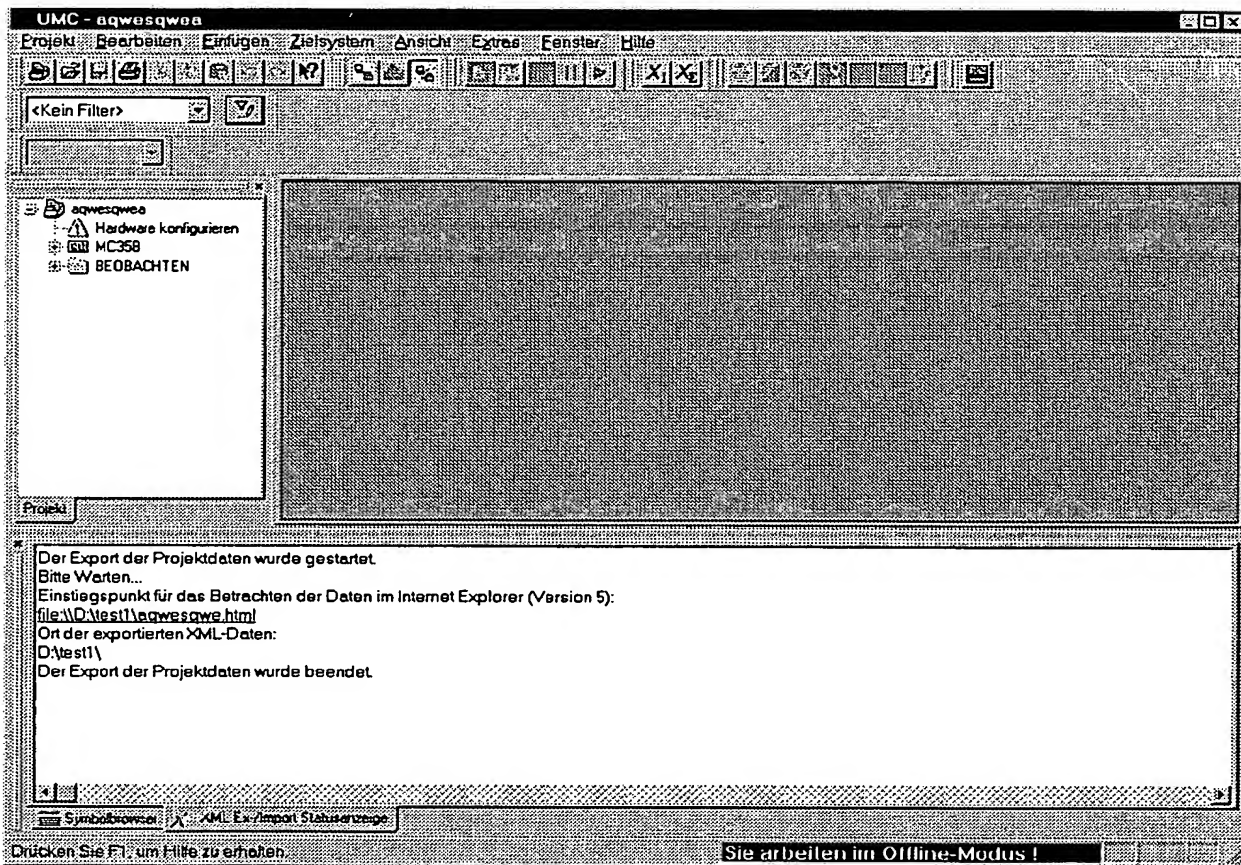 UMC - aqwesqwea
Projekt Bearbeiten Einfügen Zielsystem Ansicht Extras Fenster Hilfe
<Kein Filter>
aqwesqwea
Hardware konfigurieren
MC358
BEOBACHTEN
Projekt
Der Export der Projektdaten wurde gestartet.
Bitte Warten...
Einstiegspunkt für das Betrachten der Daten im Internet Explorer (Version 5):
file:\\D:\test1\aqwesqwe.html
Ort der exportierten XML-Daten:
D:\test1\
Der Export der Projektdaten wurde beendet.
Symbolbrowser XML Ex-/Import Statusanzeige
Drücken Sie F1, um Hilfe zu erhalten. Sie arbeiten im Offline-Modus !